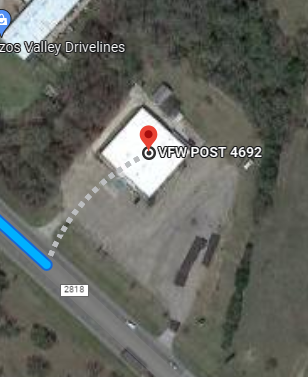 zos Valley Drivelines
VFW POST 4692
2818